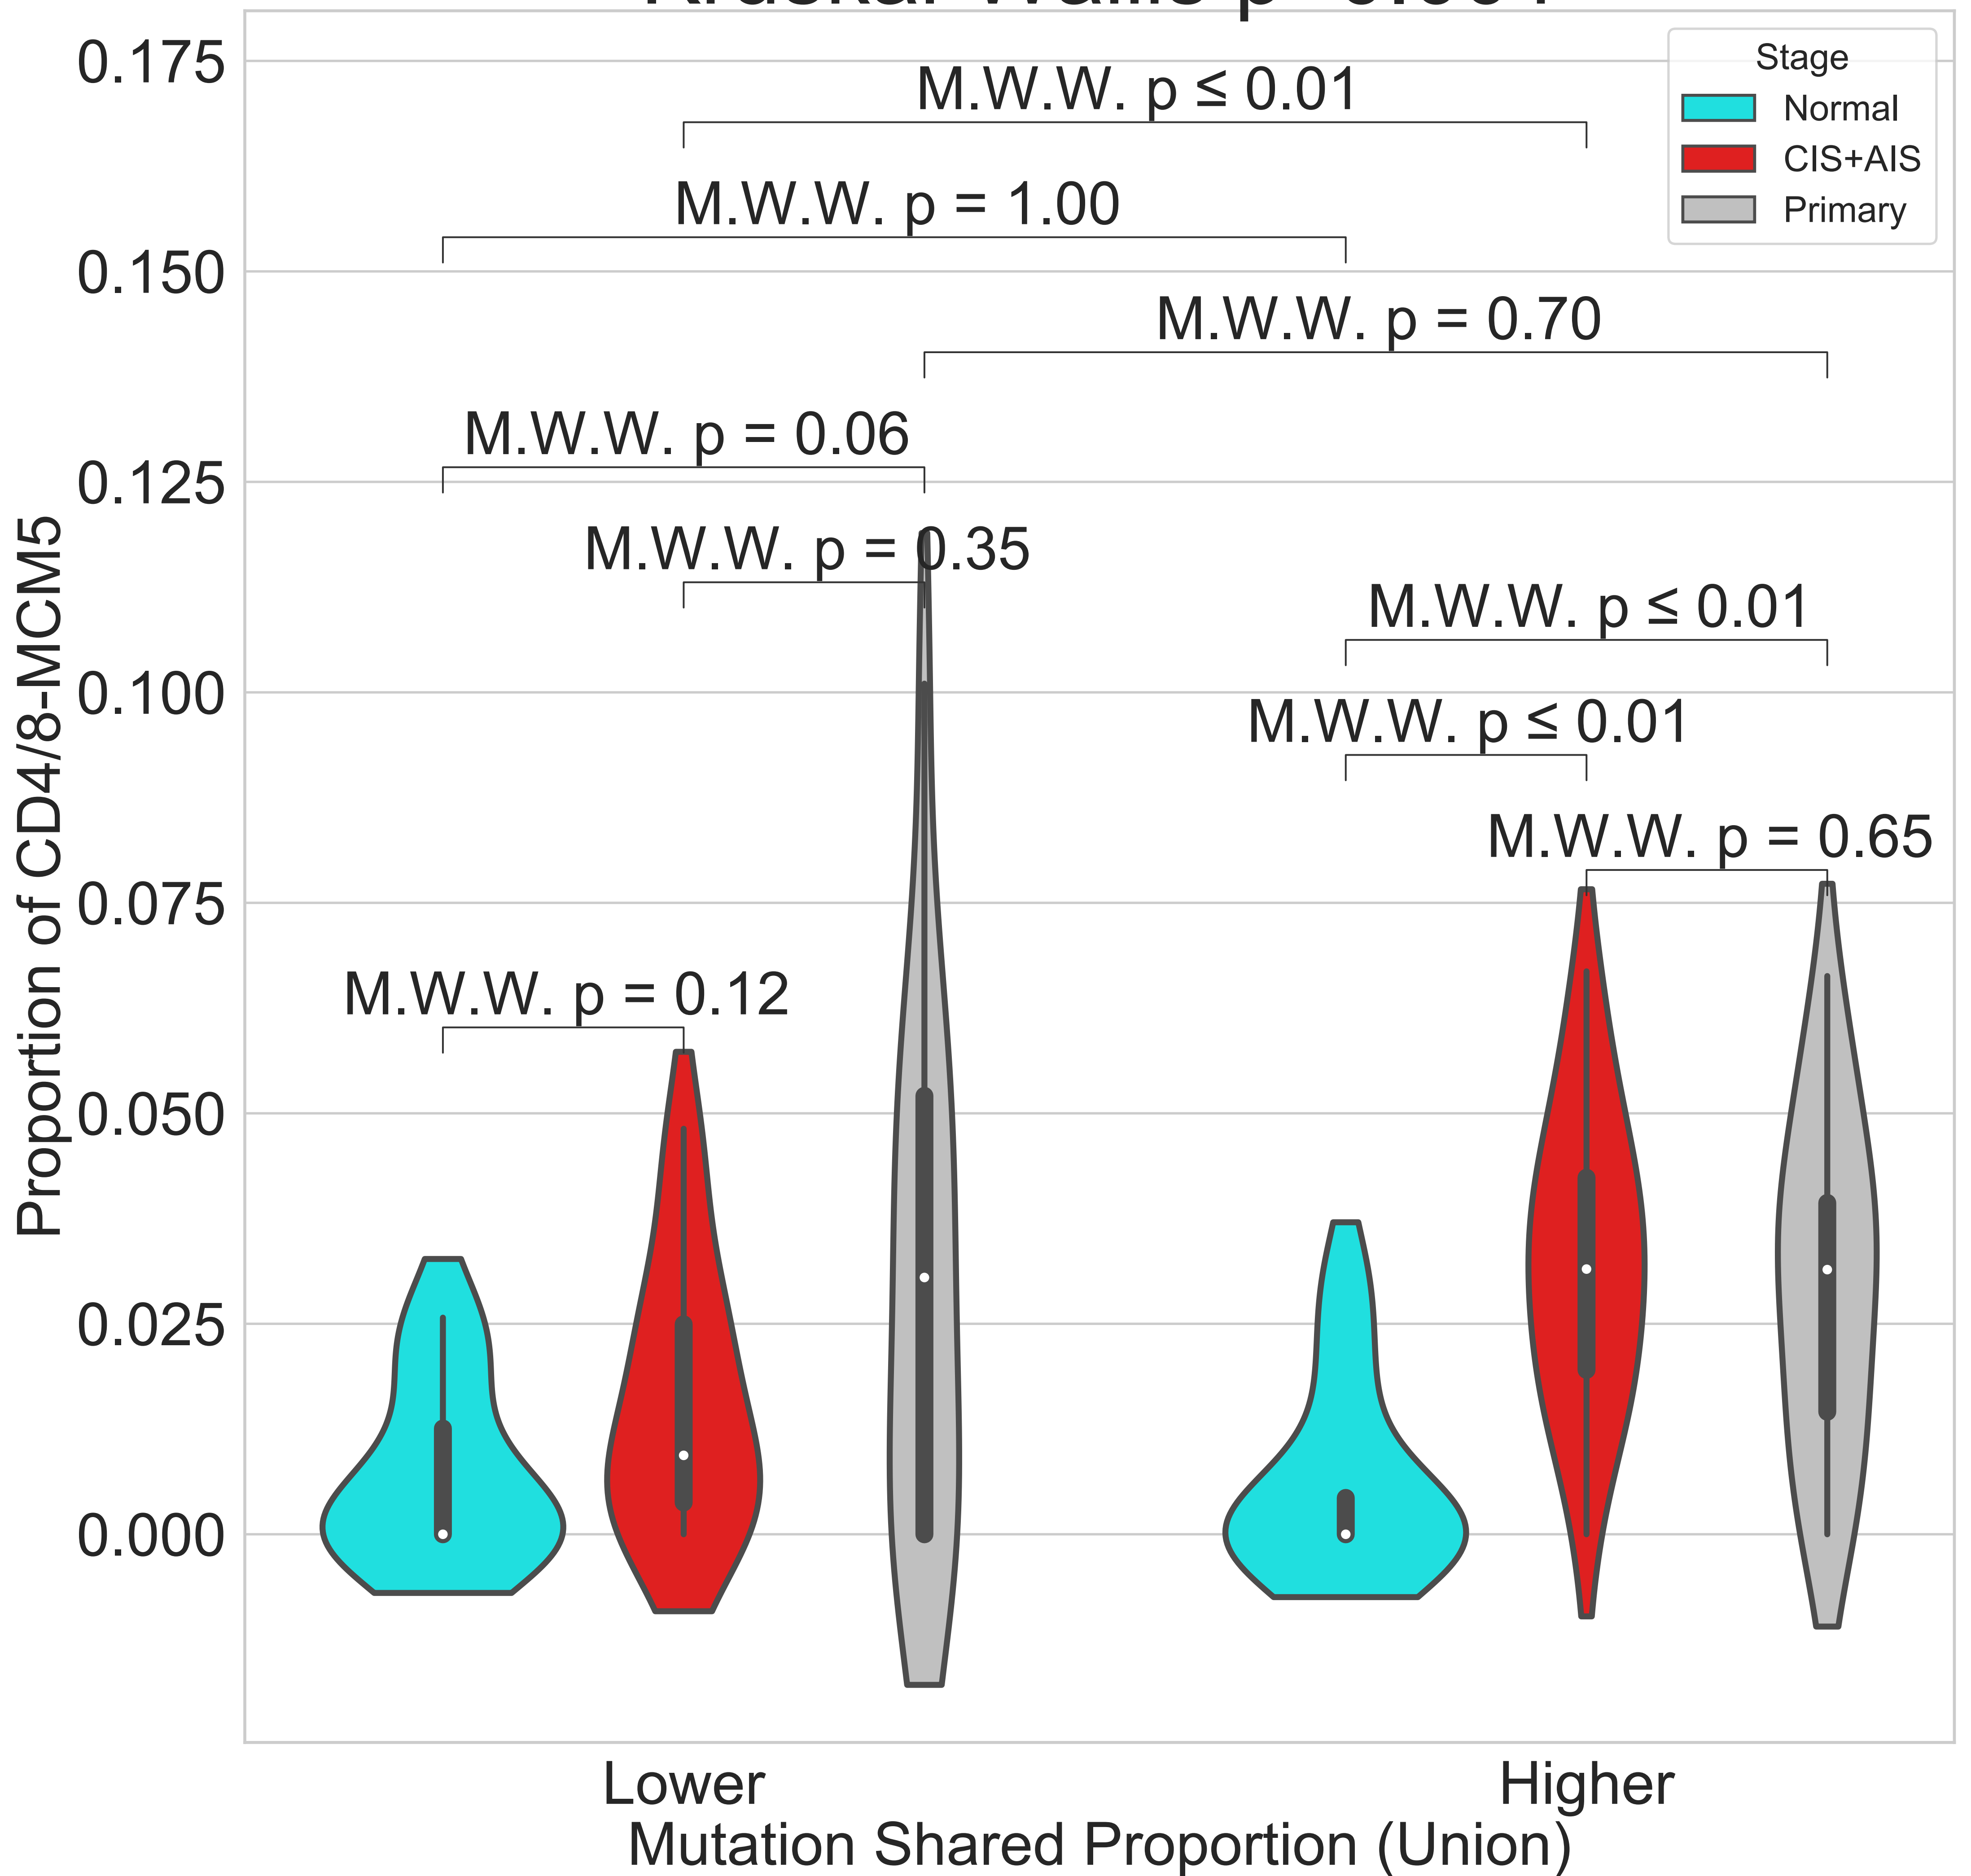 0.175
0.150
0.125
0.100
0.075
0.050
0.025
0.000
Proportion of CD4/8-MCM5
Stage
Normal
CIS+AIS
Primary
M.W.W. p ≤ 0.01
M.W.W. p = 1.00
M.W.W. p = 0.70
M.W.W. p = 0.06
M.W.W. p = 0.35
M.W.W. p ≤ 0.01
M.W.W. p ≤ 0.01
M.W.W. p = 0.65
M.W.W. p = 0.12
Lower
Higher
Mutation Shared Proportion (Union)